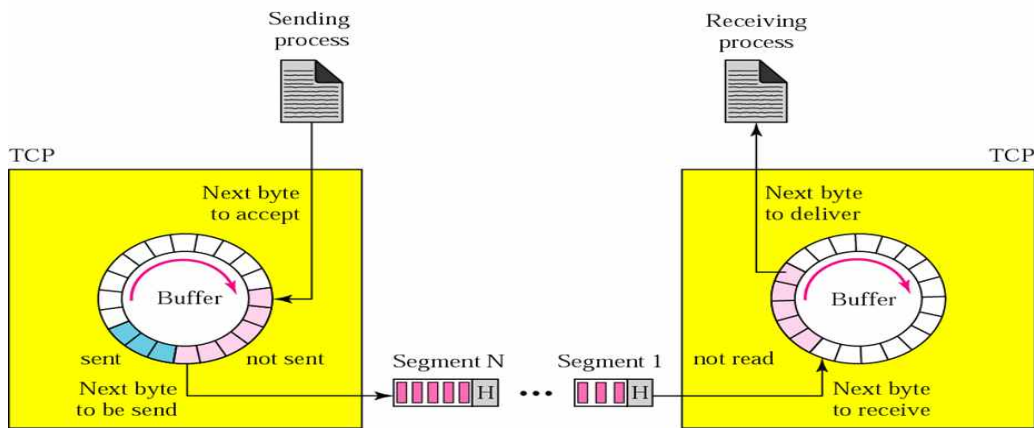 Sending
process
Receiving
process
TCP
TCP
Next byte
to accept
Next byte
to deliver
Buffer
Buffer
sent
not sent
Segment N
Segment 1
not read
H
H
Next byte
to be send
Next byte
to receive